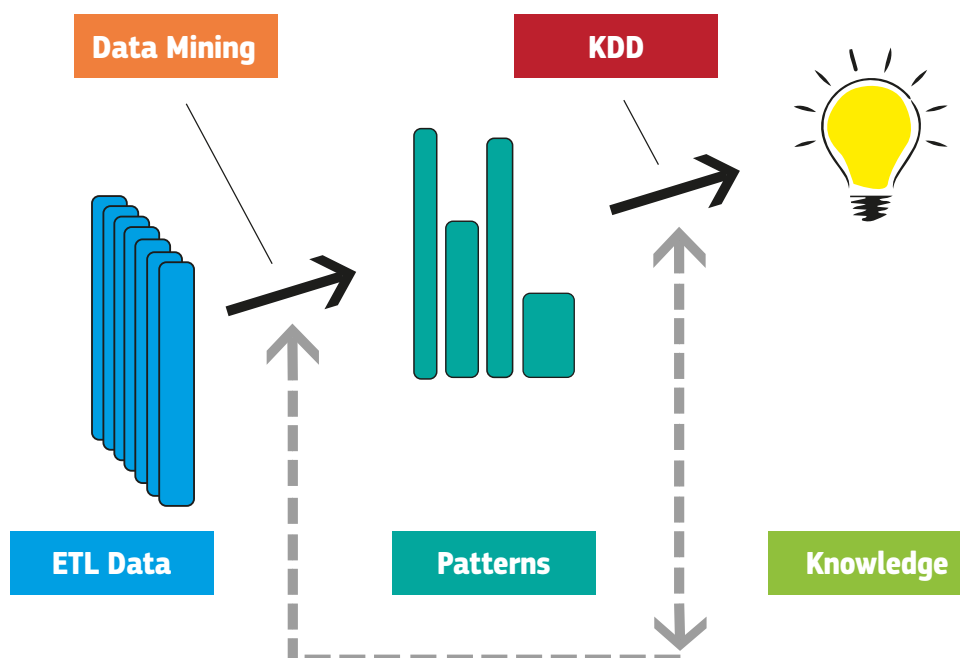 Data Mining
KDD
ETL Data
Patterns
Knowledge